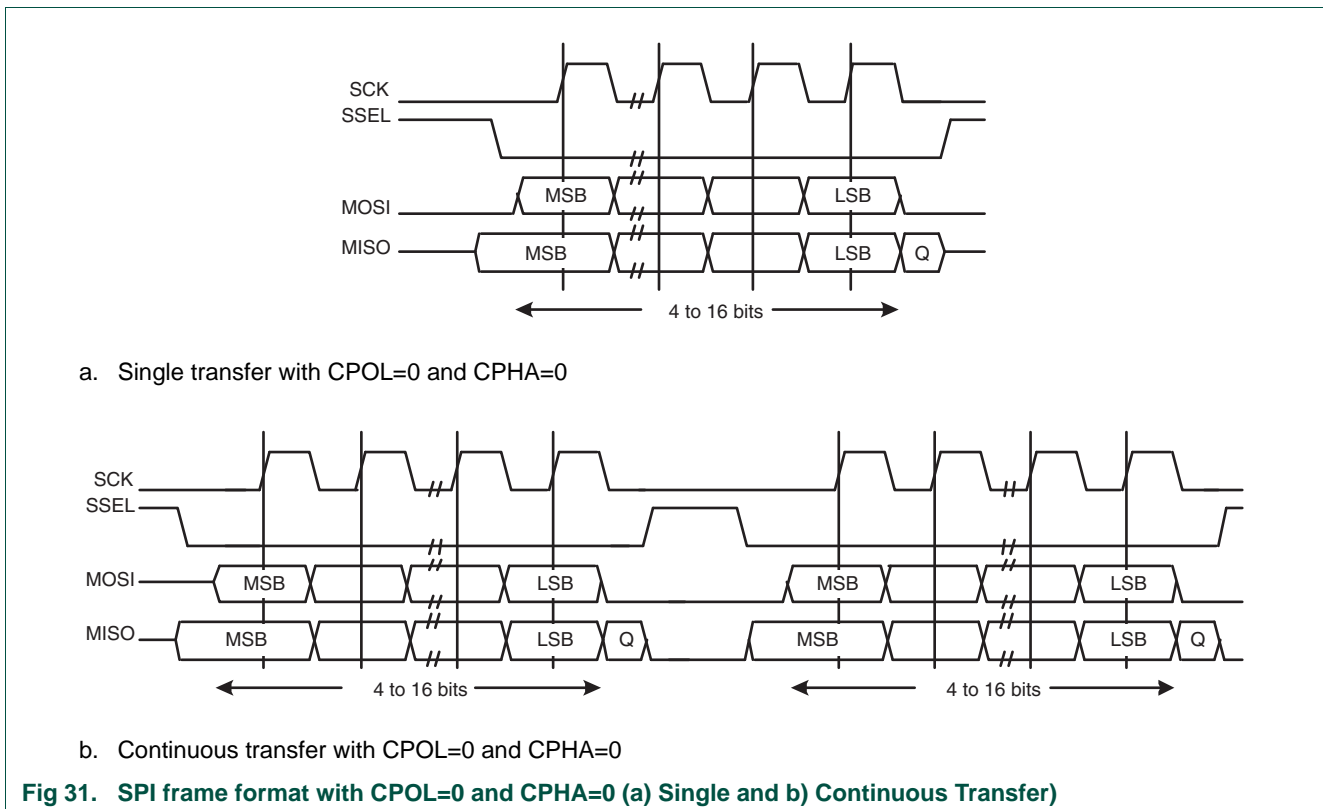 SCK
SSEL
MOSI MSB LSB
MISO MSB LSB Q
4 to 16 bits
a. Single transfer with CPOL=0 and CPHA=0
SCK
SSEL
MOSI MSB LSB MSB LSB
MISO MSB LSB Q MSB LSB Q
4 to 16 bits 4 to 16 bits
b. Continuous transfer with CPOL=0 and CPHA=0
Fig 31. SPI frame format with CPOL=0 and CPHA=0 (a) Single and b) Continuous Transfer)